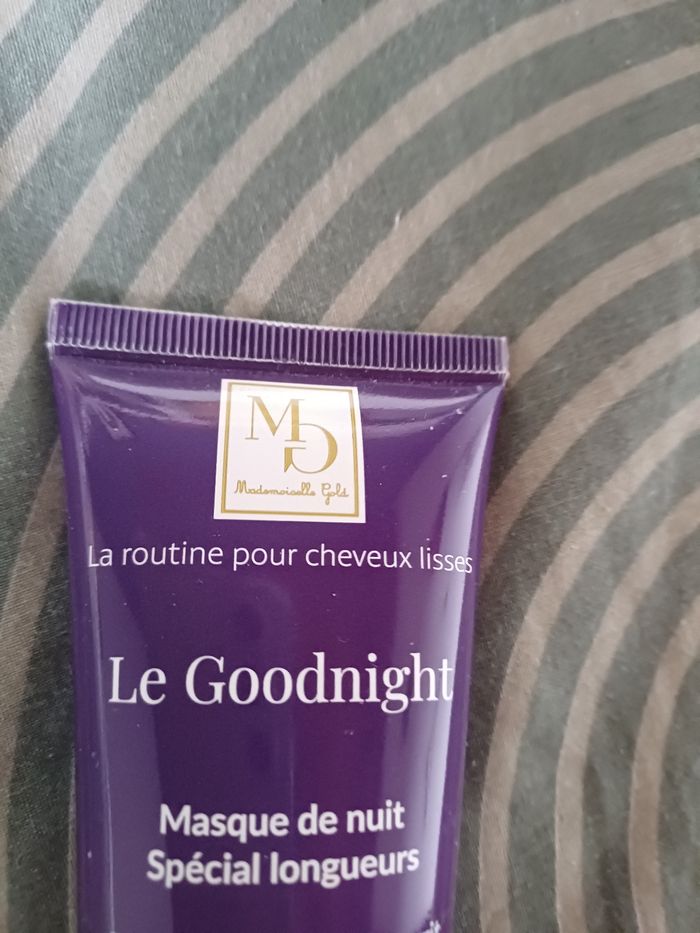 MG
Mademoiselle Gold
La routine pour cheveux lisses
Le Goodnight
Masque de nuit
Spécial longueurs